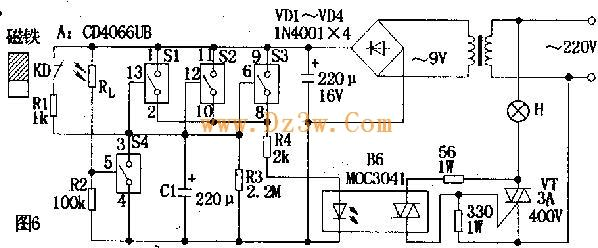 A: CD4066UB
VD1~VD4
1N4001×4
磁铁
KD
R1
1k
RL
1
S1
13
2
11
S2
12
10
9
S3
6
8
220μ
16V
~9V
~220V
H
www.Dz3w.com
3
S4
5
4
R2
100k
C1
220μ
R3
2.2M
R4
2k
B6
MOC3041
56
1W
330
1W
VT
3A
400V
图6